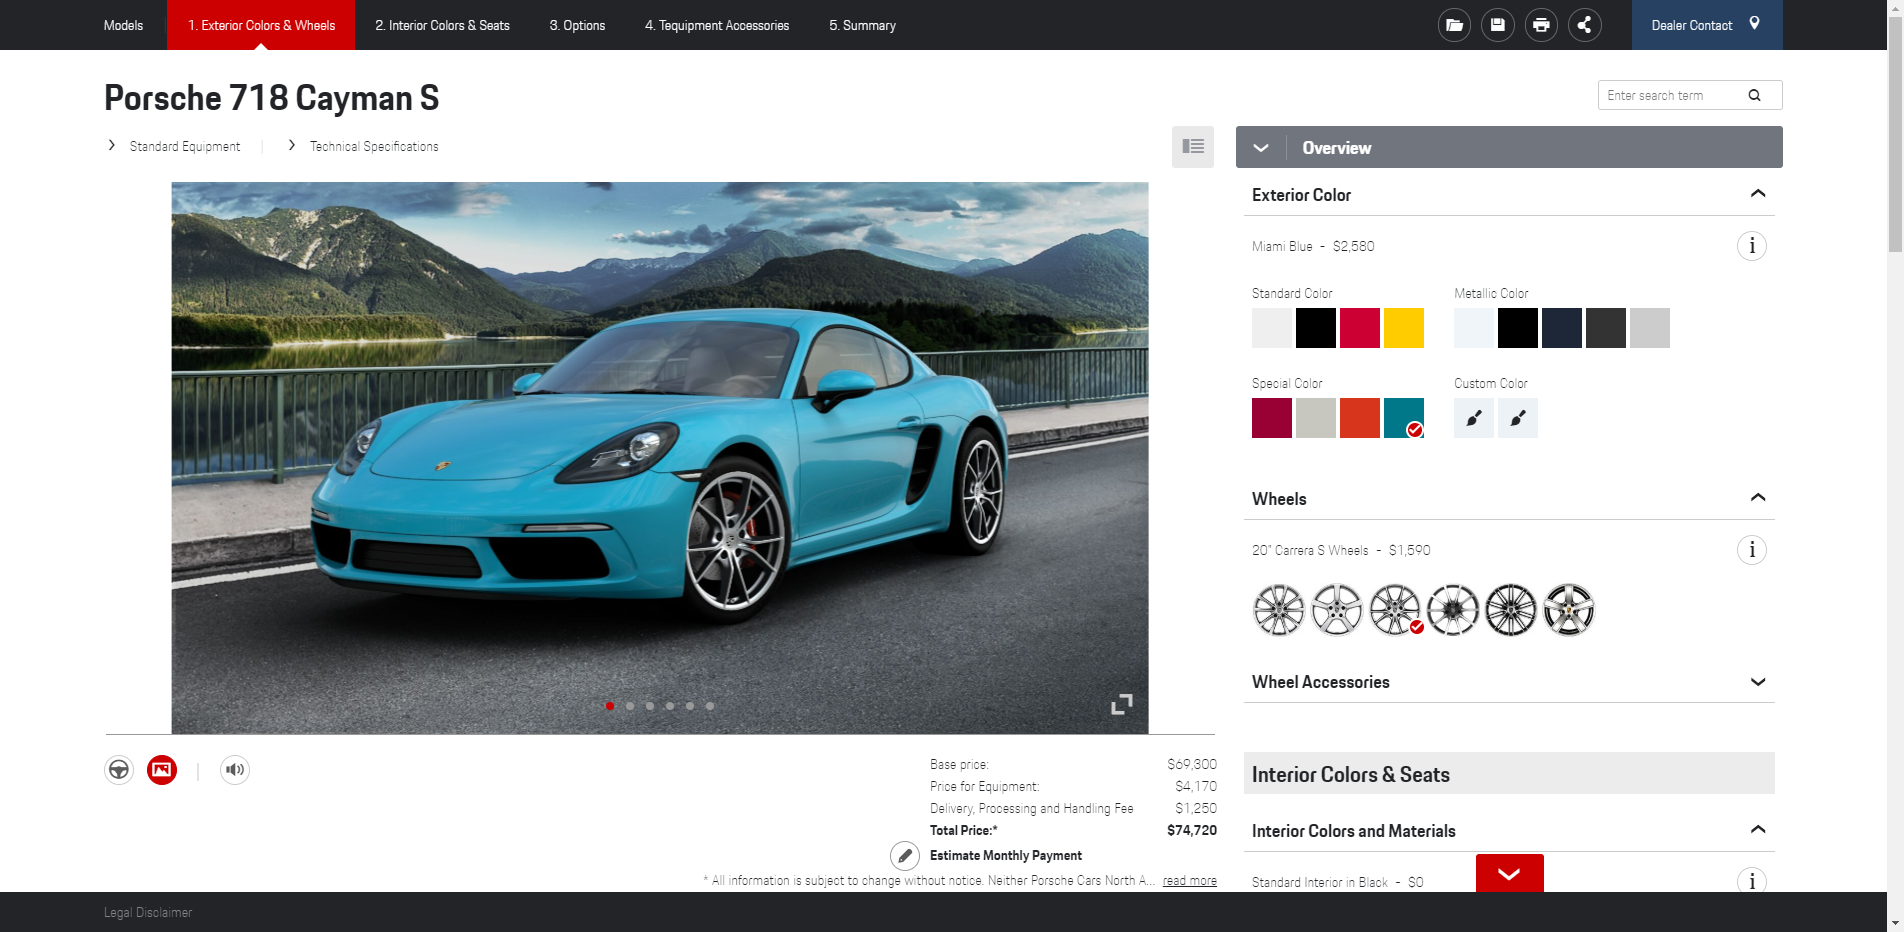 Models
1. Exterior Colors & Wheels
2. Interior Colors & Seats
3. Options
4. Tequipment Accessories
5. Summary
Dealer Contact
Porsche 718 Cayman S
Enter search term
Standard Equipment
Technical Specifications
Overview
Exterior Color
Miami Blue - $2,580
Standard Color
Metallic Color
Special Color
Custom Color
Wheels
20" Carrera S Wheels - $1,590
Wheel Accessories
Interior Colors & Seats
Interior Colors and Materials
Standard Interior in Black - $0
Base price: $69,300
Price for Equipment: $4,170
Delivery, Processing and Handling Fee $1,250
Total Price:* $74,720
Estimate Monthly Payment
* All information is subject to change without notice. Neither Porsche Cars North A... read more
Legal Disclaimer